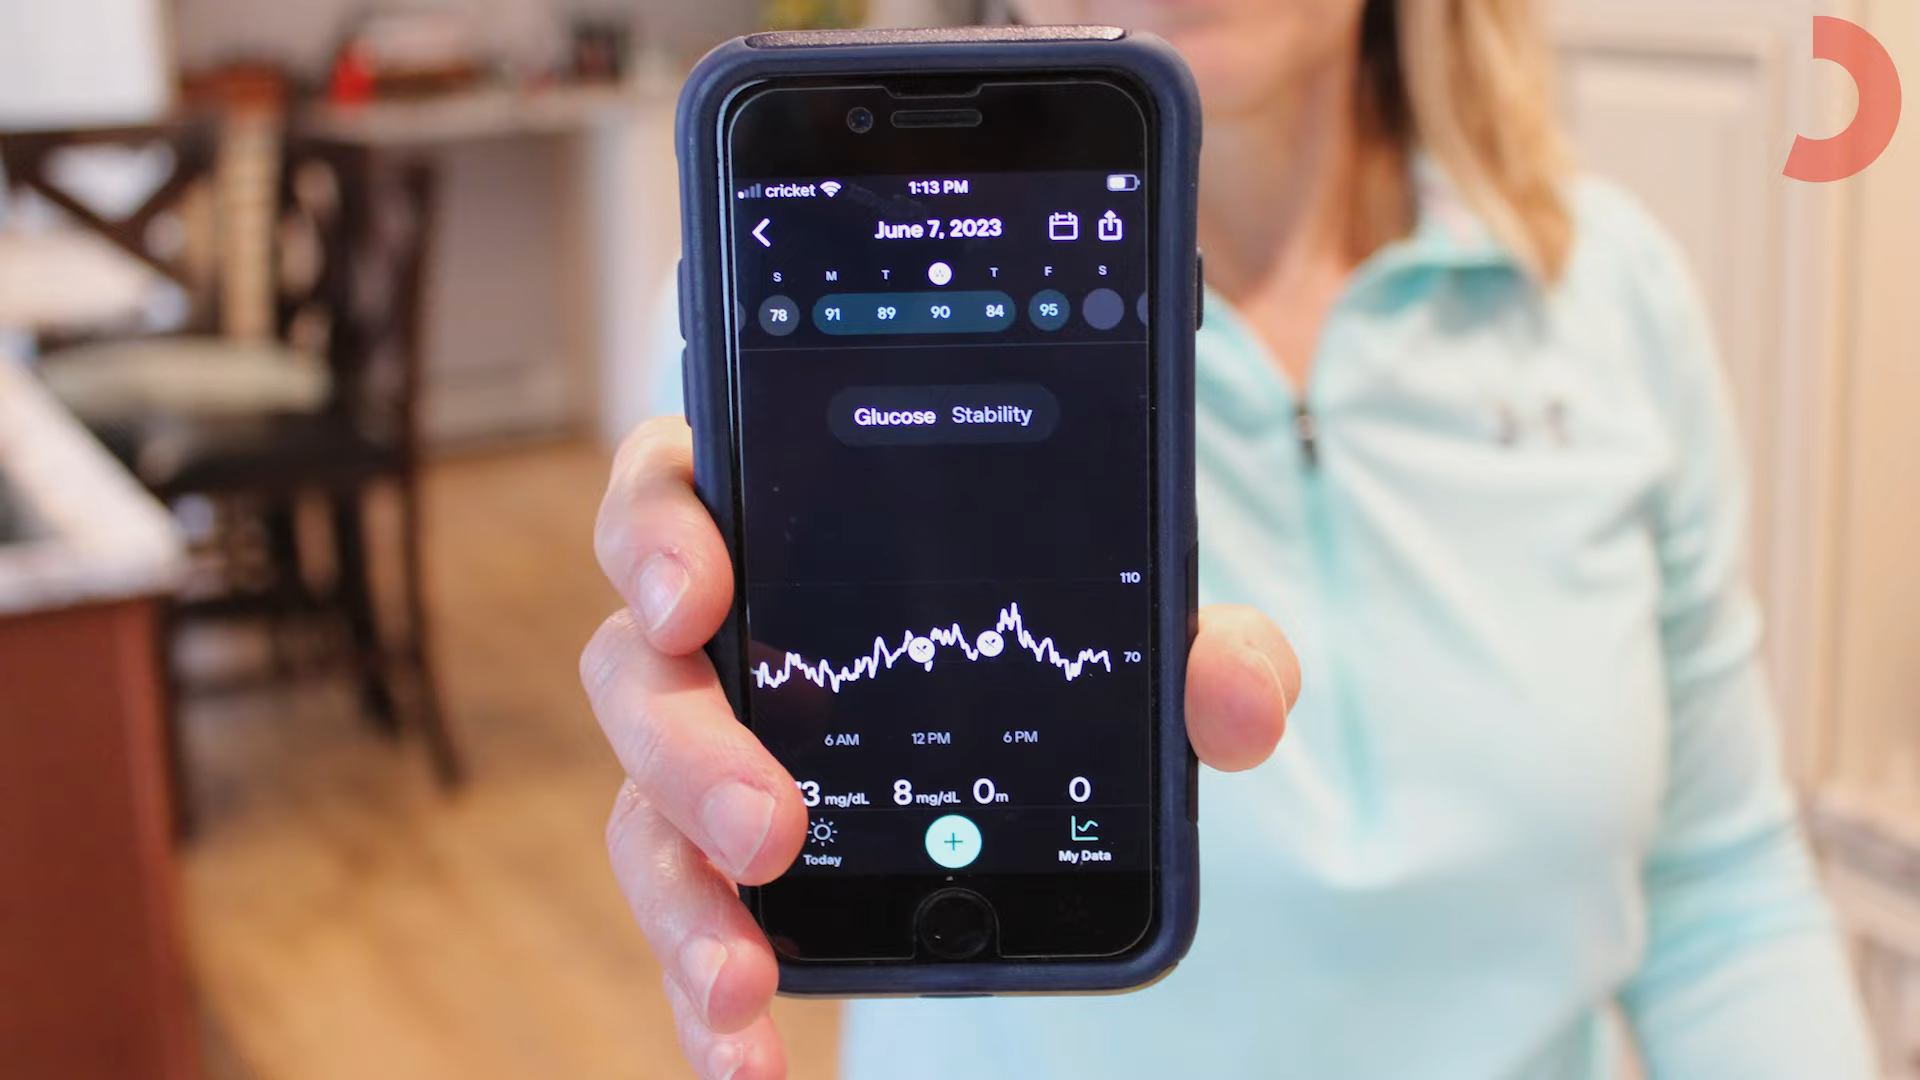 cricket 1:13 PM
June 7, 2023
S M T W T F S
78 91 89 90 84 95
Glucose Stability
110
70
6 AM 12 PM 6 PM
3 mg/dL 8 mg/dL 0m 0
Today + My Data